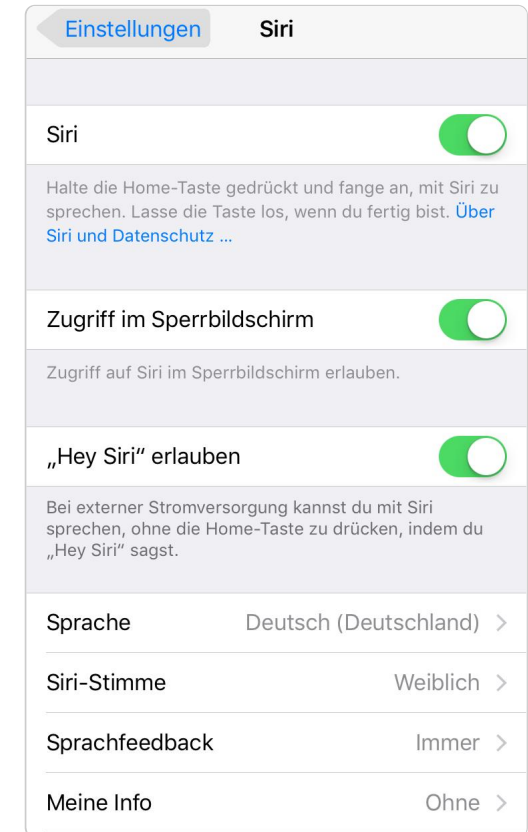 Einstellungen Siri
Siri
Halte die Home-Taste gedrückt und fange an, mit Siri zu
sprechen. Lasse die Taste los, wenn du fertig bist. Über
Siri und Datenschutz ...
Zugriff im Sperrbildschirm
Zugriff auf Siri im Sperrbildschirm erlauben.
„Hey Siri“ erlauben
Bei externer Stromversorgung kannst du mit Siri
sprechen, ohne die Home-Taste zu drücken, indem du
„Hey Siri“ sagst.
Sprache Deutsch (Deutschland)
Siri-Stimme Weiblich
Sprachfeedback Immer
Meine Info Ohne